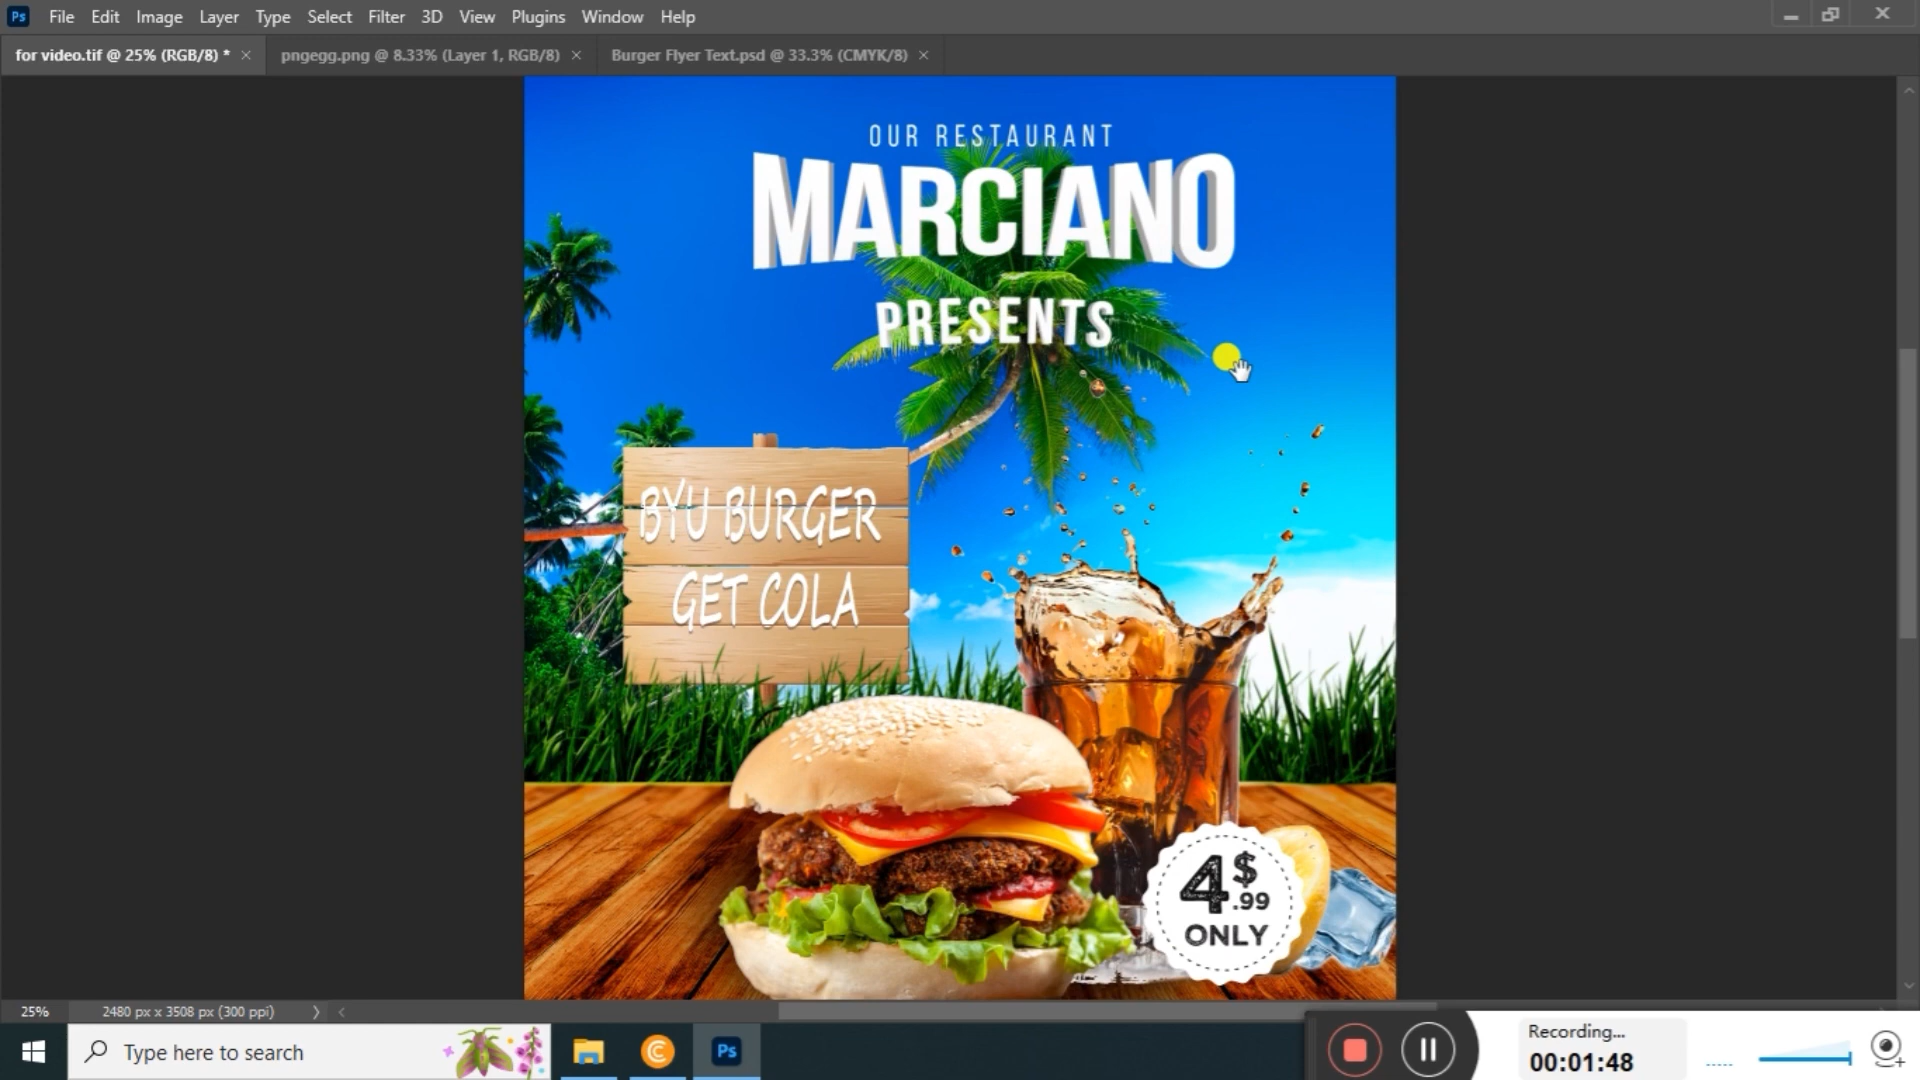 Ps File Edit Image Layer Type Select Filter 3D View Plugins Window Help
for video.tif @ 25% (RGB/8) * × pngegg.png @ 8.33% (Layer 1, RGB/8) × Burger Flyer Text.psd @ 33.3% (CMYK/8) ×
OUR RESTAURANT
MARCIANO
PRESENTS
BYU BURGER
GET COLA
4$.99
ONLY
25% 2480 px x 3508 px (300 ppi)
Type here to search
Ps
Recording...
00:01:48